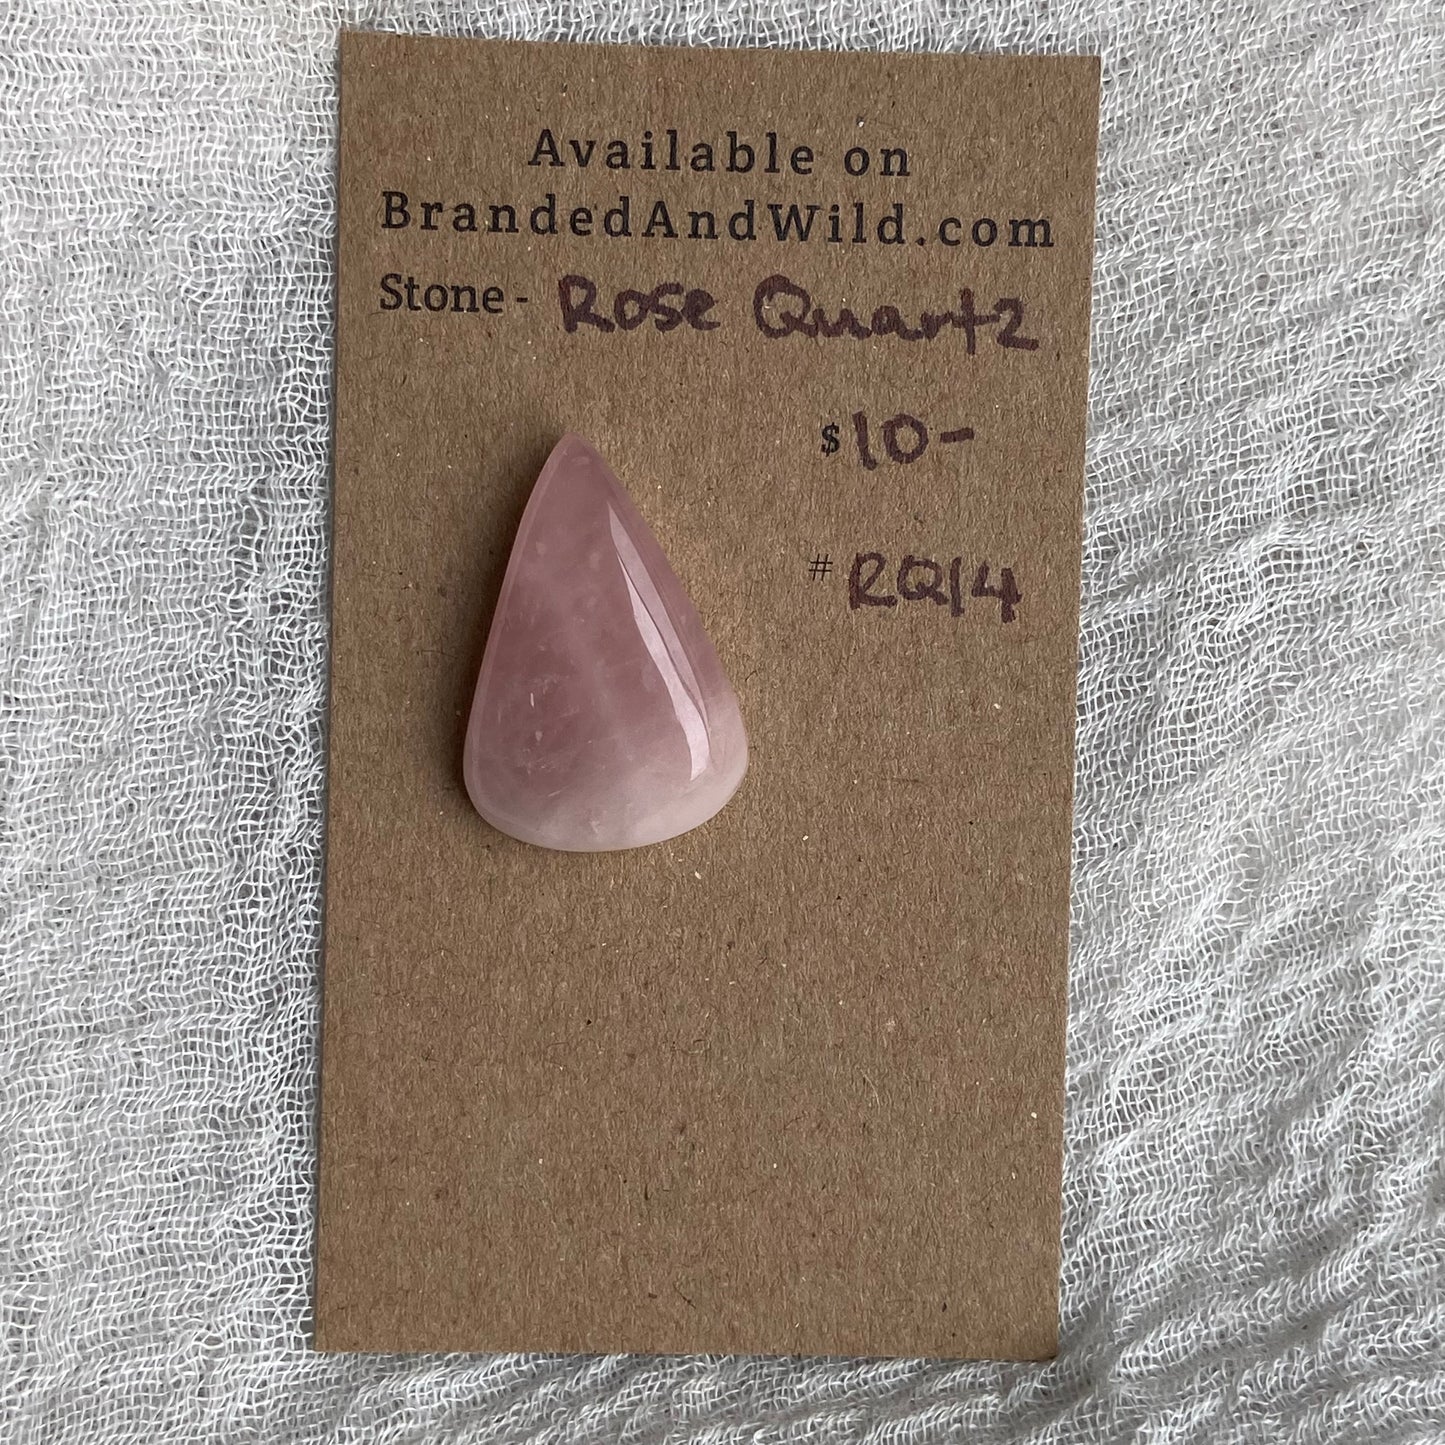 Available on
BrandedAndWild.com
Stone - Rose Quartz
$10-
# RQ14